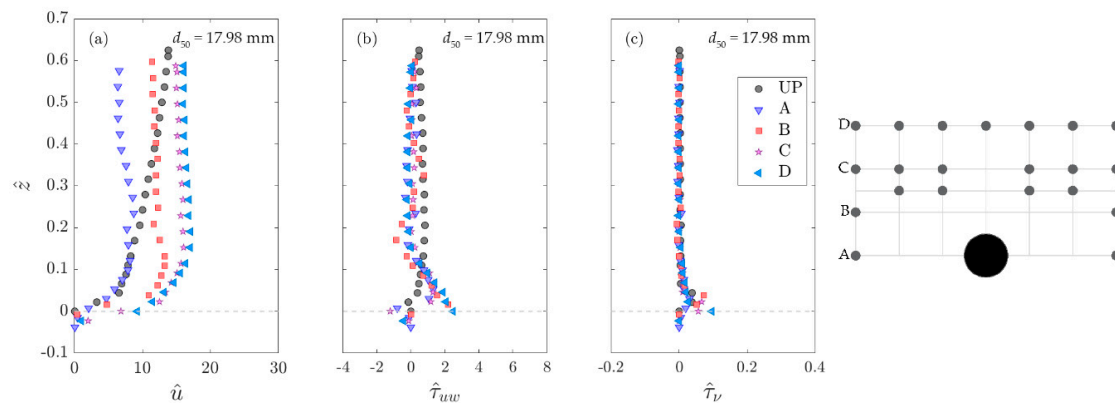 0.7
0.6
0.5
0.4
0.3
0.2
0.1
0
-0.1
ẑ
(a) d50 = 17.98 mm
0 10 20 30
û
(b) d50 = 17.98 mm
-4 -2 0 2 4 6 8
τ̂uw
(c) d50 = 17.98 mm
UP
A
B
C
D
-0.2 0 0.2 0.4
τ̂ν
D
C
B
A